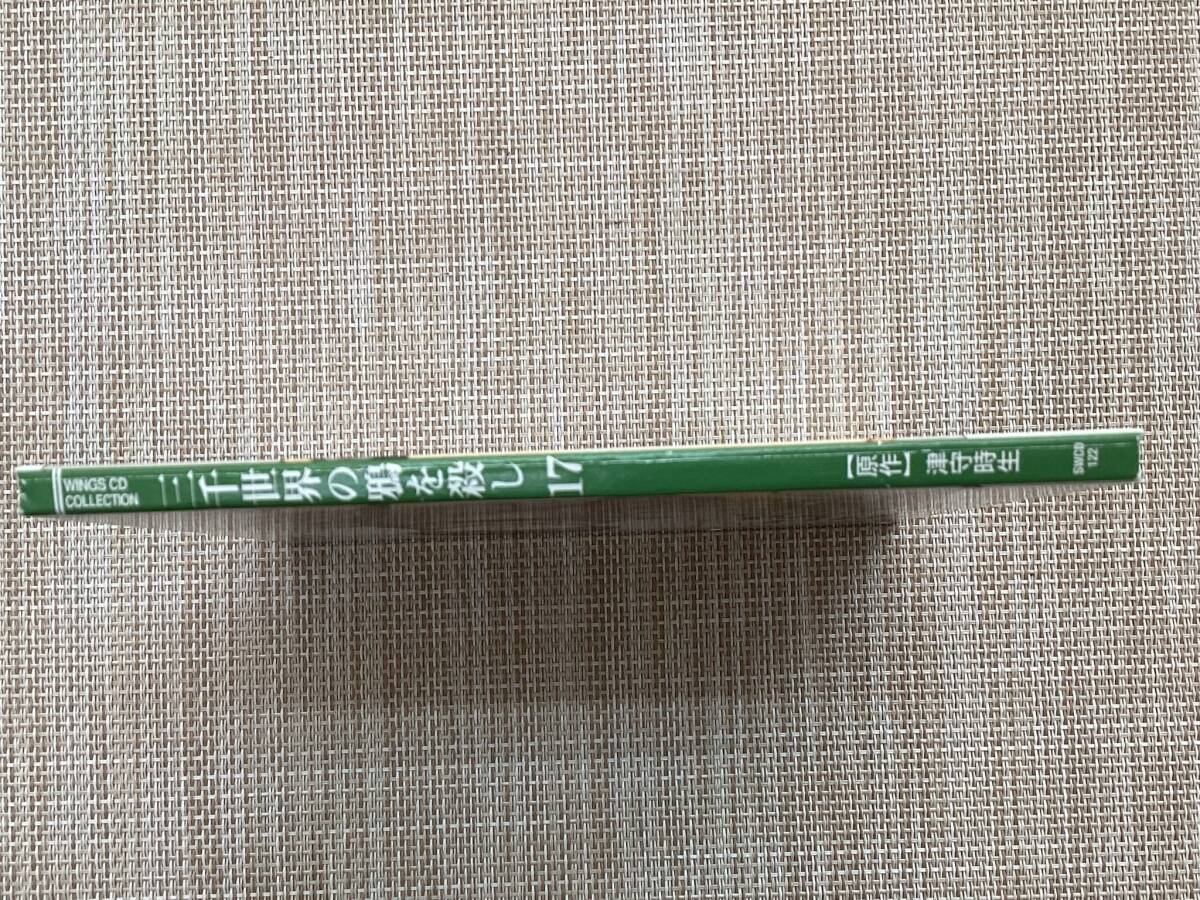 WINGS CD
COLLECTION
三千世界の鴉を殺し 17
【原作】 津守時生
SWCD
122